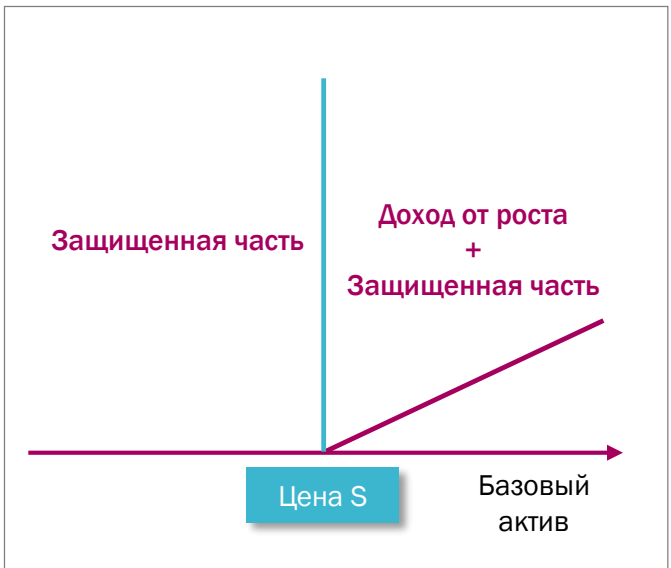 Защищенная часть
Доход от роста
+
Защищенная часть
Цена S
Базовый
актив